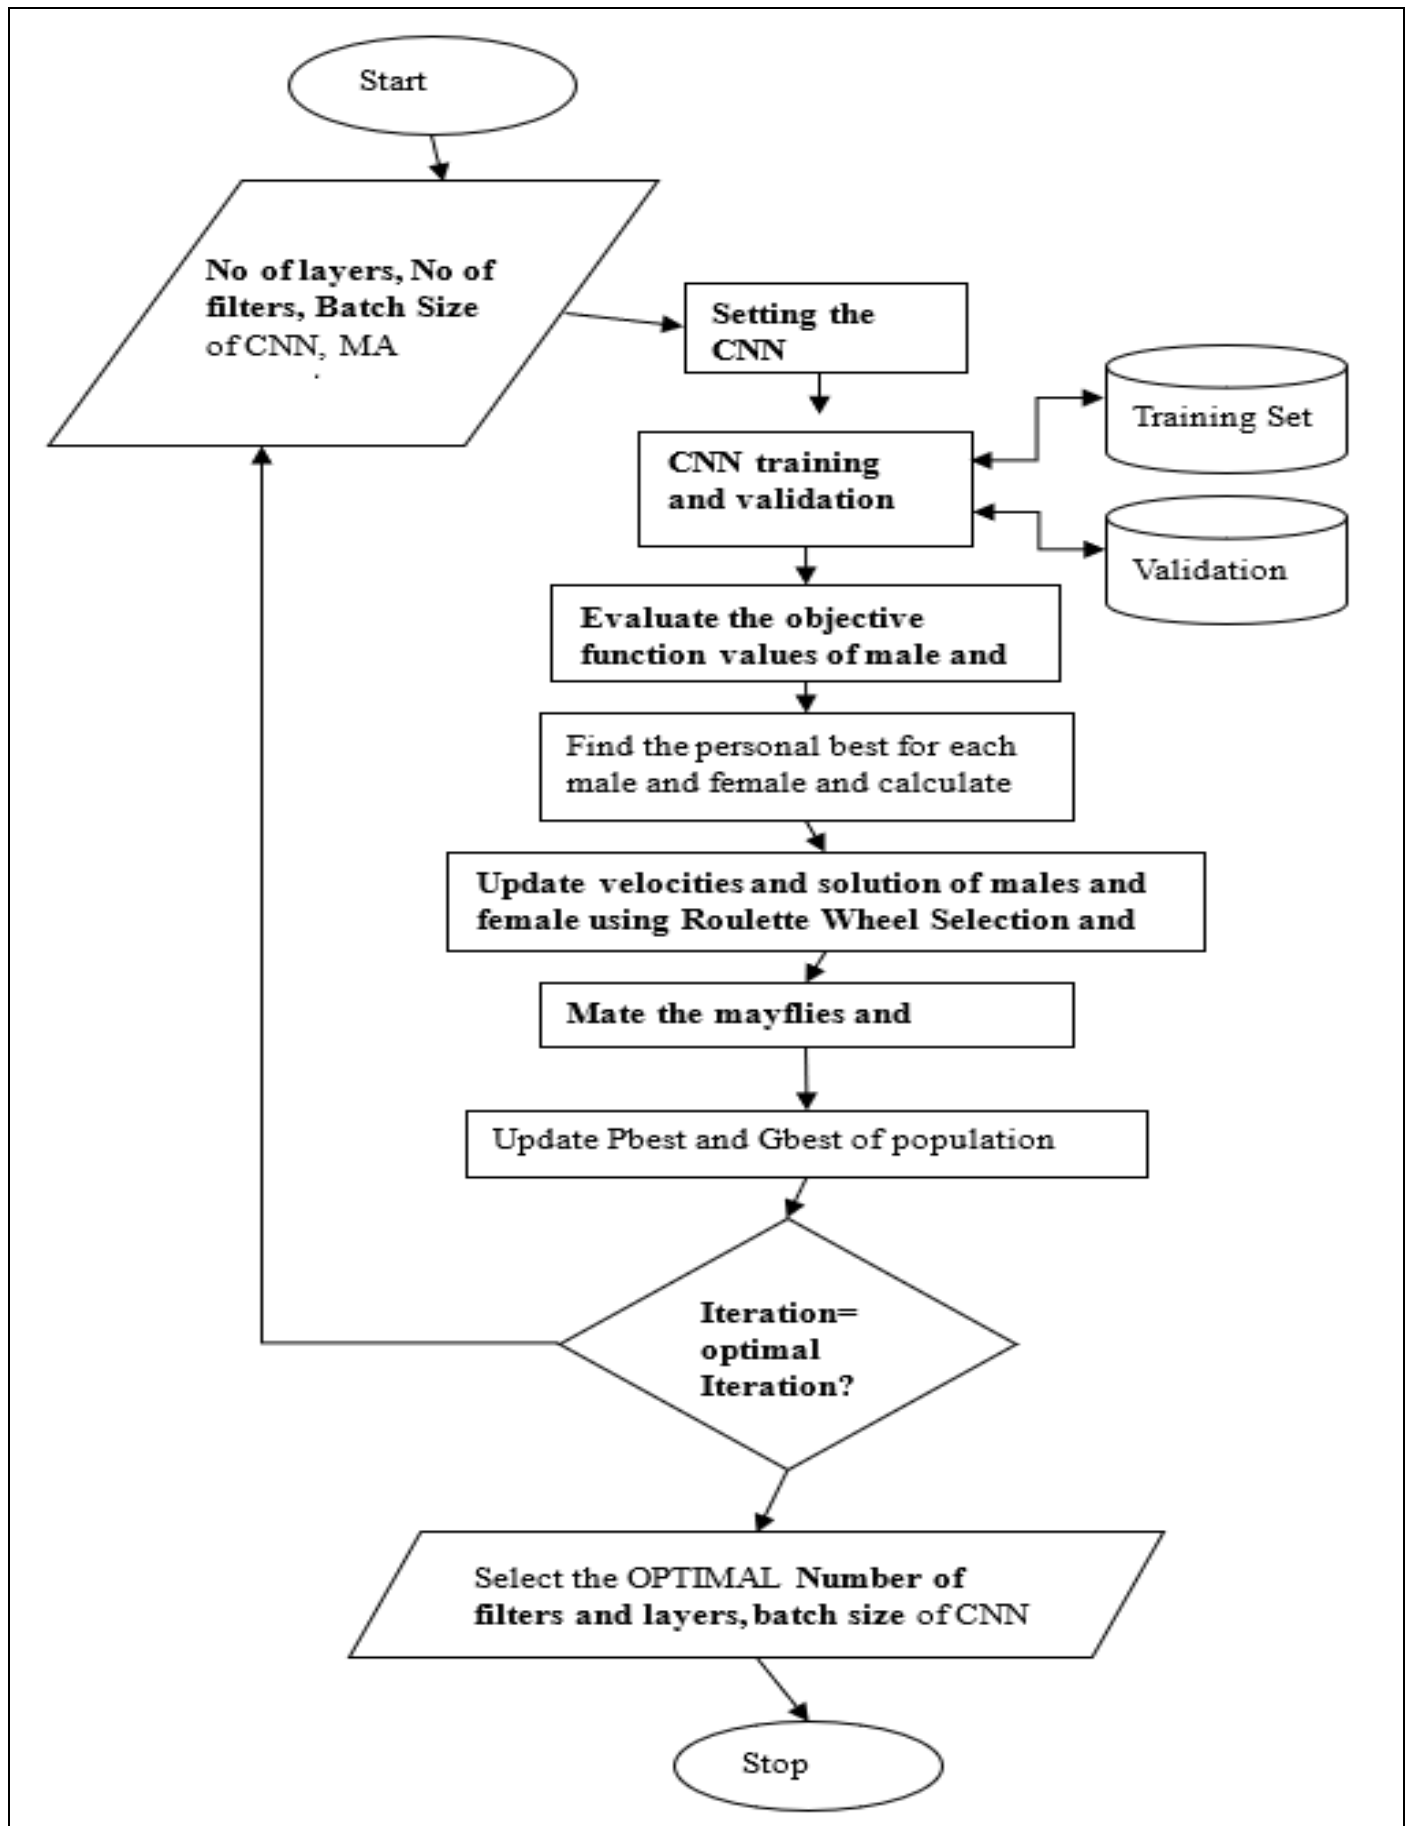 Start
No of layers, No of
filters, Batch Size
of CNN, MA
.
Setting the
CNN
Training Set
CNN training
and validation
Validation
Evaluate the objective
function values of male and
Find the personal best for each
male and female and calculate
Update velocities and solution of males and
female using Roulette Wheel Selection and
Mate the mayflies and
Update Pbest and Gbest of population
Iteration=
optimal
Iteration?
Select the OPTIMAL Number of
filters and layers, batch size of CNN
Stop